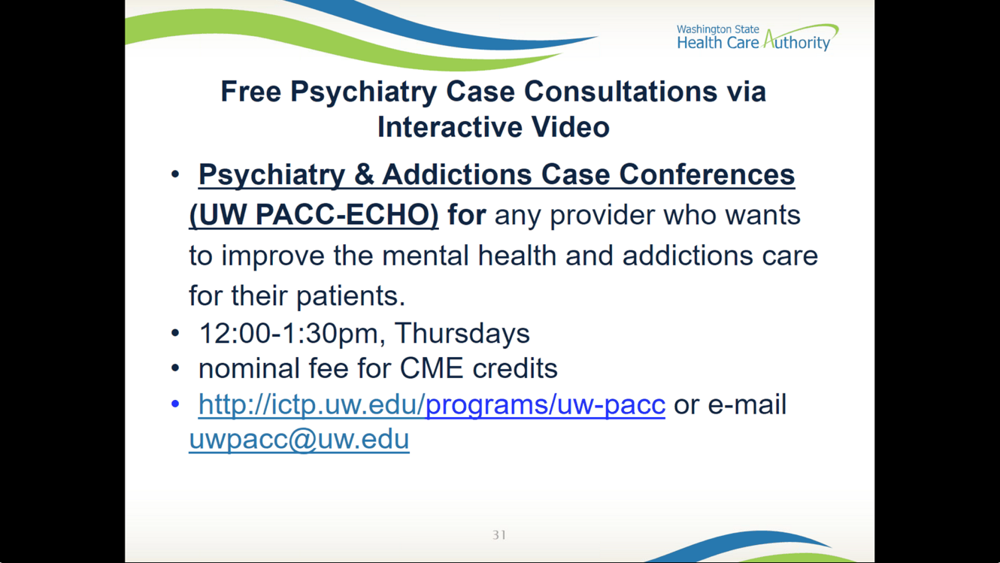 Washington State
Health Care Authority
Free Psychiatry Case Consultations via
Interactive Video
• Psychiatry & Addictions Case Conferences
(UW PACC-ECHO) for any provider who wants
to improve the mental health and addictions care
for their patients.
• 12:00-1:30pm, Thursdays
• nominal fee for CME credits
• http://ictp.uw.edu/programs/uw-pacc or e-mail
uwpacc@uw.edu
31